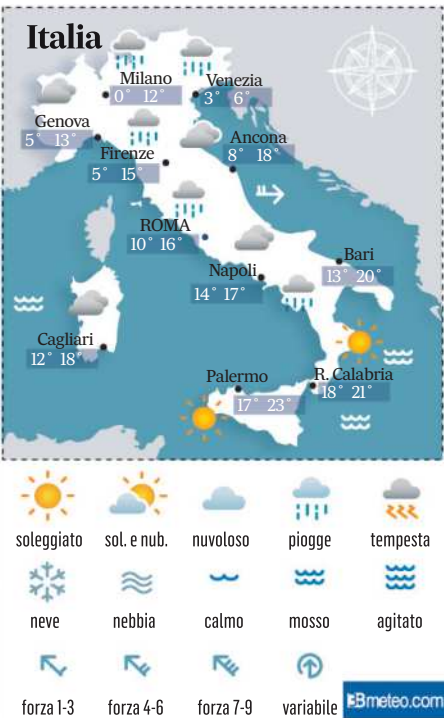 Italia
Milano
0° 12°
Venezia
3° 6°
Genova
5° 13°
Firenze
5° 15°
Ancona
8° 18°
ROMA
10° 16°
Napoli
14° 17°
Bari
13° 20°
Cagliari
12° 18°
Palermo
17° 23°
R. Calabria
18° 21°
soleggiato sol. e nub. nuvoloso piogge tempesta
neve nebbia calmo mosso agitato
forza 1-3 forza 4-6 forza 7-9 variabile
3Bmeteo.com